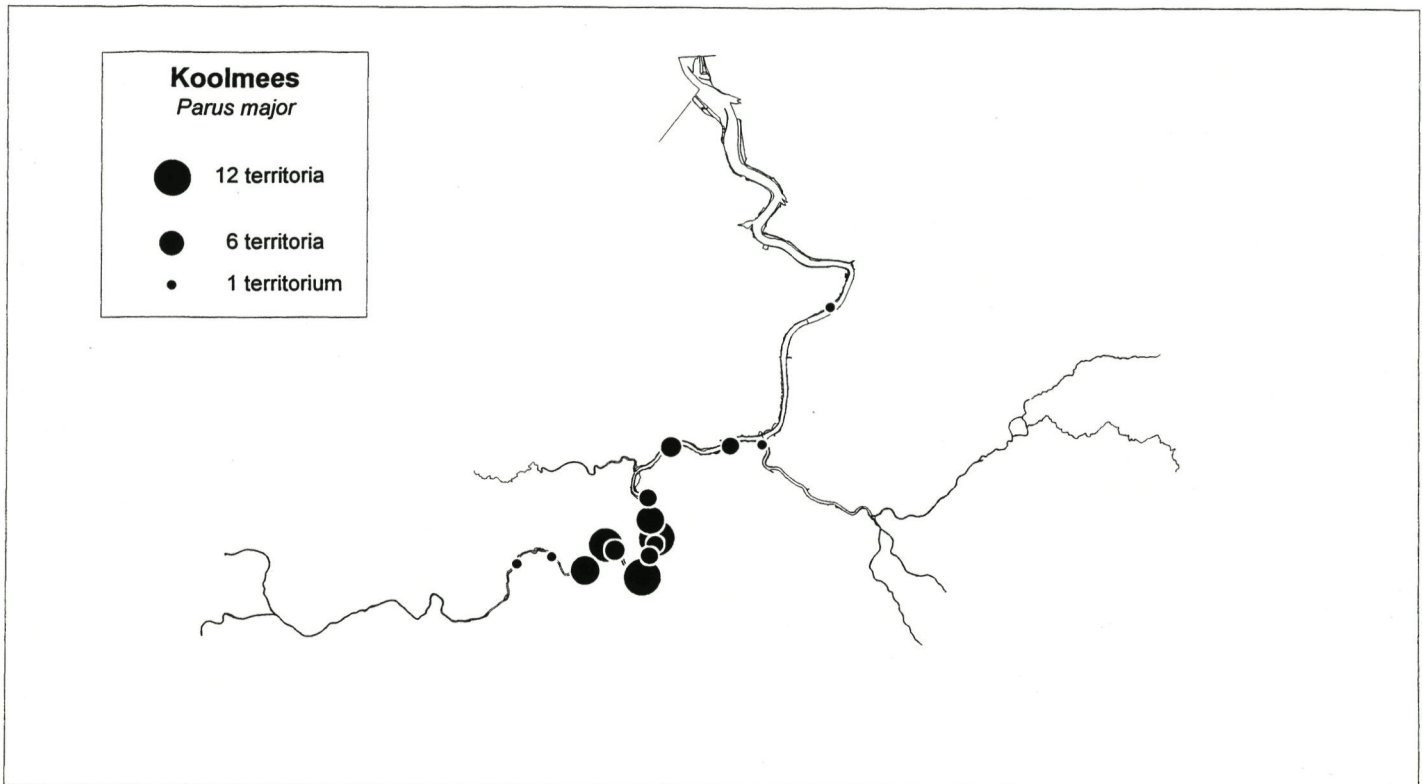 Koolmees
Parus major
12 territoria
6 territoria
1 territorium